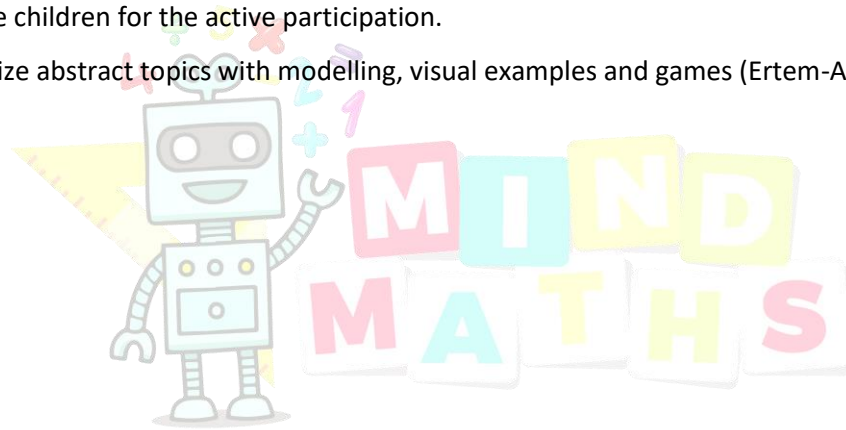 e children for the active participation.
ize abstract topics with modelling, visual examples and games (Ertem-A
MIND
MATHS